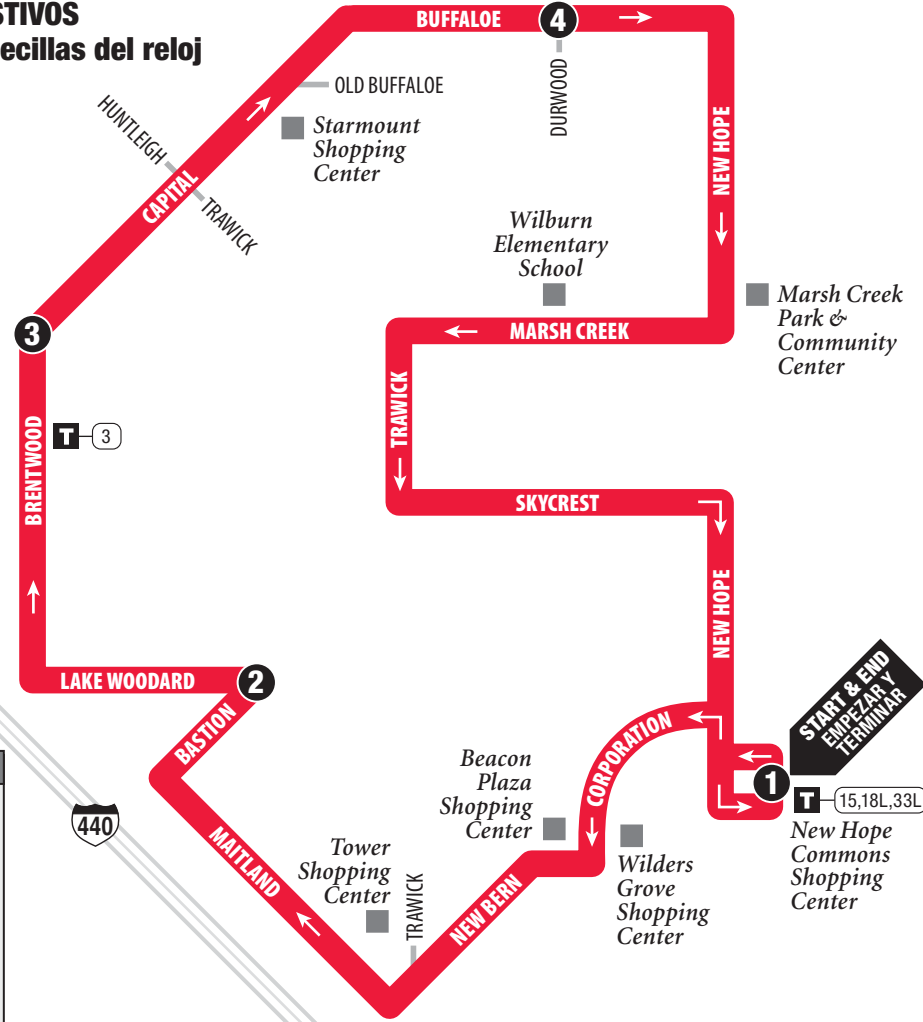 STIVOS
ecillas del reloj
BUFFALOE
4
DURWOOD
OLD BUFFALOE
HUNTLEIGH
TRAWICK
CAPITAL
Starmount
Shopping
Center
NEW HOPE
Wilburn
Elementary
School
Marsh Creek
Park &
Community
Center
MARSH CREEK
3
TRAWICK
BRENTWOOD
T
3
SKYCREST
NEW HOPE
LAKE WOODARD
2
BASTION
START & END
EMPEZAR Y
TERMINAR
CORPORATION
1
T
15,18L,33L
New Hope
Commons
Shopping
Center
Beacon
Plaza
Shopping
Center
440
MAITLAND
Tower
Shopping
Center
TRAWICK
NEW BERN
Wilders
Grove
Shopping
Center